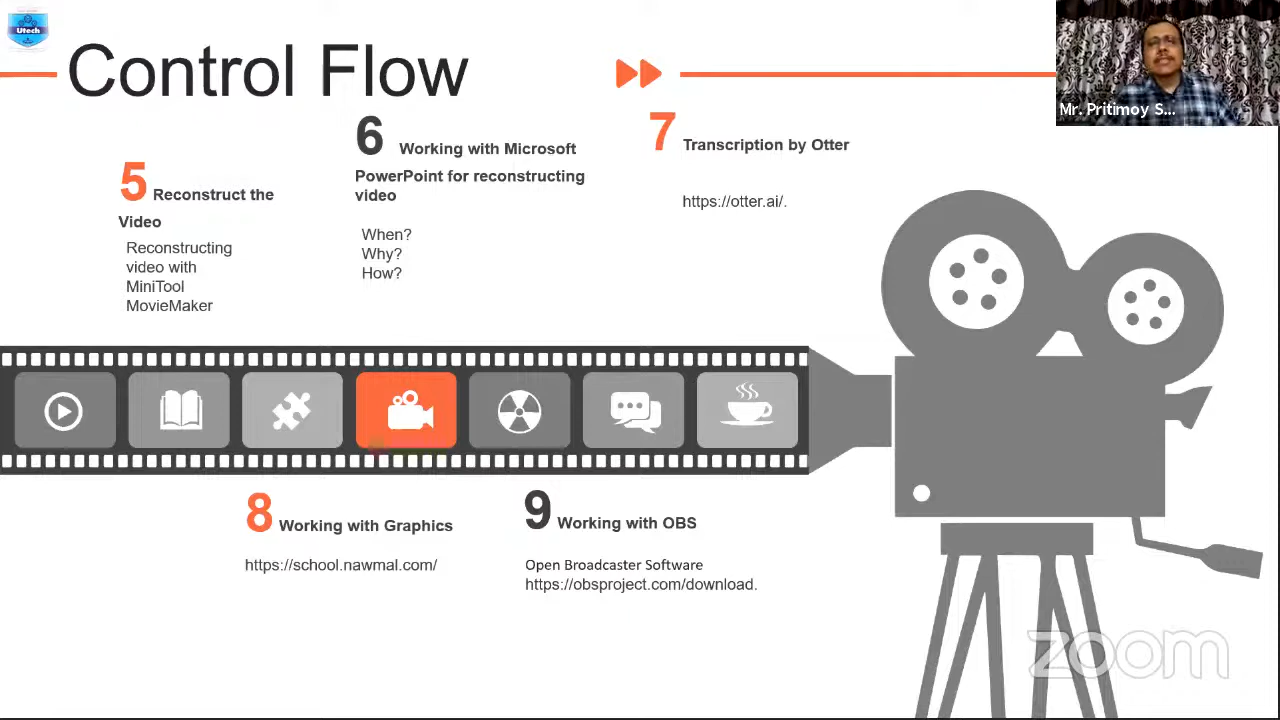 Utech
Control Flow
Mr. Pritimoy S...
5 Reconstruct the
Video
Reconstructing
video with
MiniTool
MovieMaker
6 Working with Microsoft
PowerPoint for reconstructing
video
When?
Why?
How?
7 Transcription by Otter
https://otter.ai/.
8 Working with Graphics
https://school.nawmal.com/
9 Working with OBS
Open Broadcaster Software
https://obsproject.com/download.
zoom